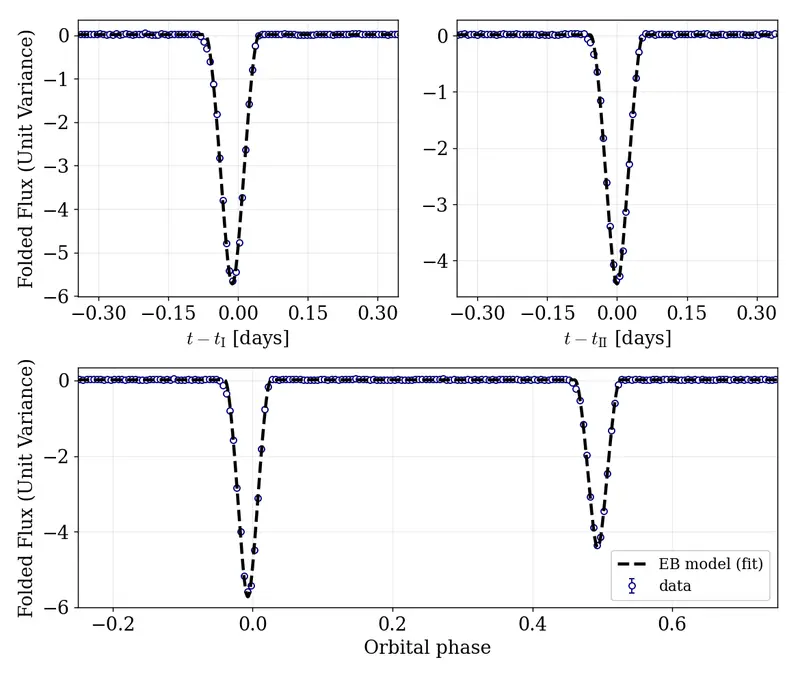 Folded Flux (Unit Variance)
0
−1
−2
−3
−4
−5
−6
−0.30 −0.15 0.00 0.15 0.30
t − t_I [days]
0
−1
−2
−3
−4
−0.30 −0.15 0.00 0.15 0.30
t − t_II [days]
Folded Flux (Unit Variance)
0
−2
−4
−6
−0.2 0.0 0.2 0.4 0.6
Orbital phase
EB model (fit)
data